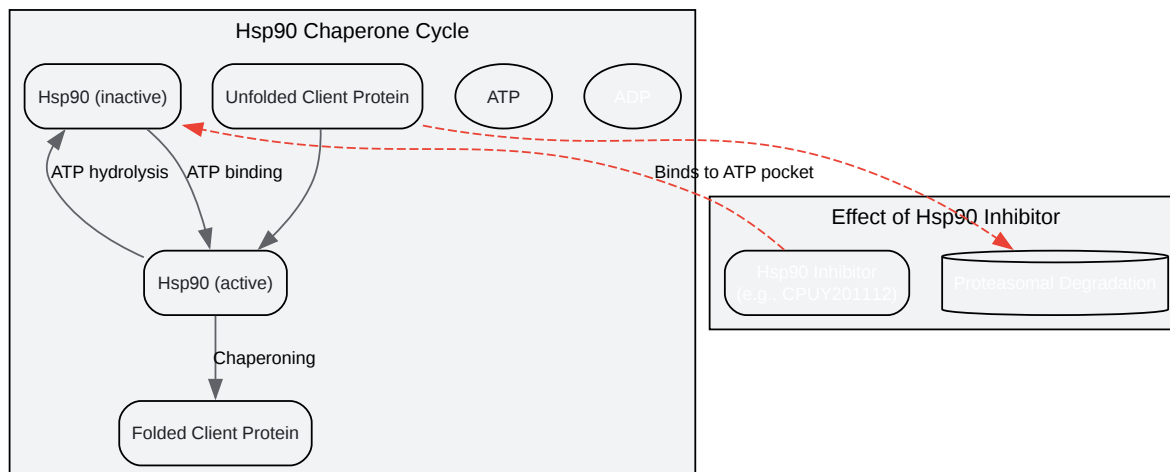 Hsp90 Chaperone Cycle
Hsp90 (inactive)
Unfolded Client Protein
ATP
ADP
ATP hydrolysis
ATP binding
Binds to ATP pocket
Effect of Hsp90 Inhibitor
Hsp90 (active)
Hsp90 Inhibitor
(e.g., CPUY201112)
Proteasomal Degradation
Chaperoning
Folded Client Protein